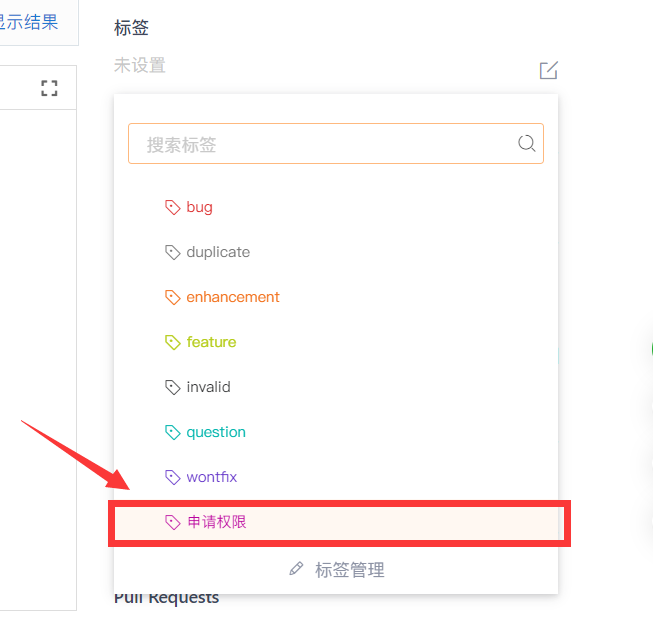 显示结果
标签
未设置
搜索标签
bug
duplicate
enhancement
feature
invalid
question
wontfix
申请权限
标签管理
Pull Requests